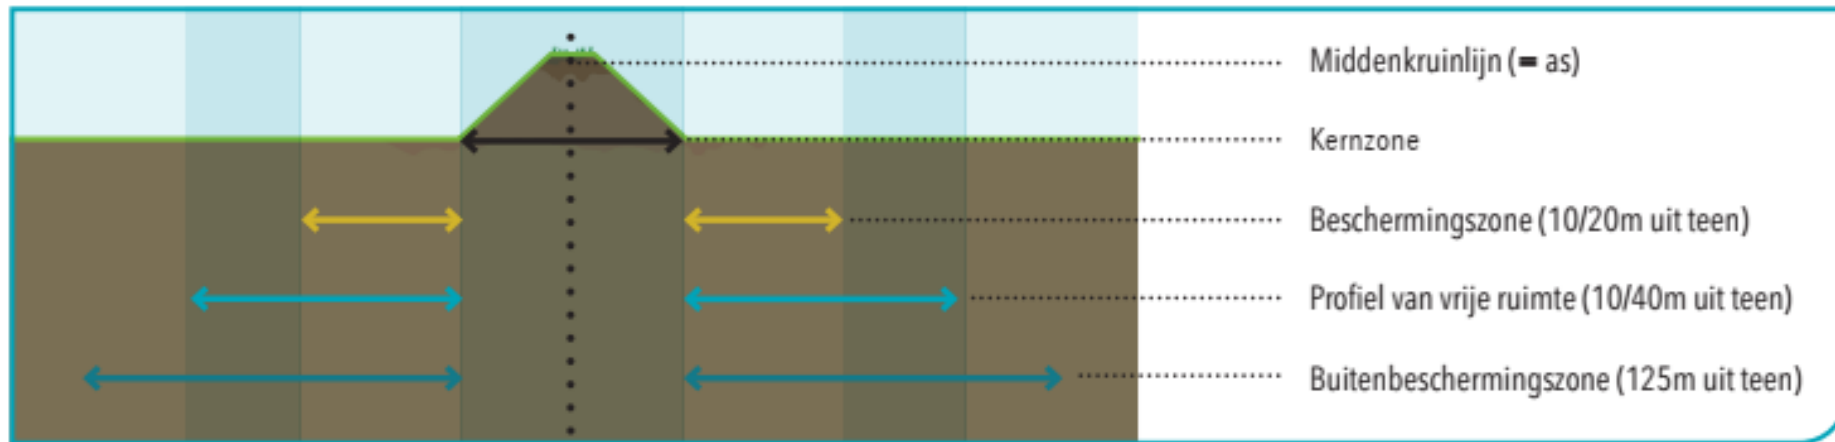 Middenkruinlijn (= as)
Kernzone
Beschermingszone (10/20m uit teen)
Profiel van vrije ruimte (10/40m uit teen)
Buitenbeschermingszone (125m uit teen)